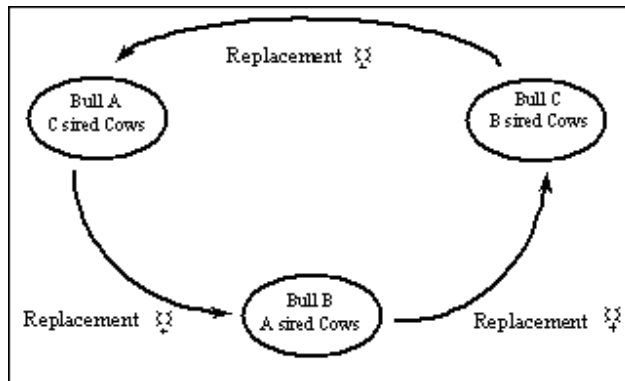 Replacement
Bull A
C sired Cows
Bull C
B sired Cows
Bull B
A sired Cows
Replacement
Replacement